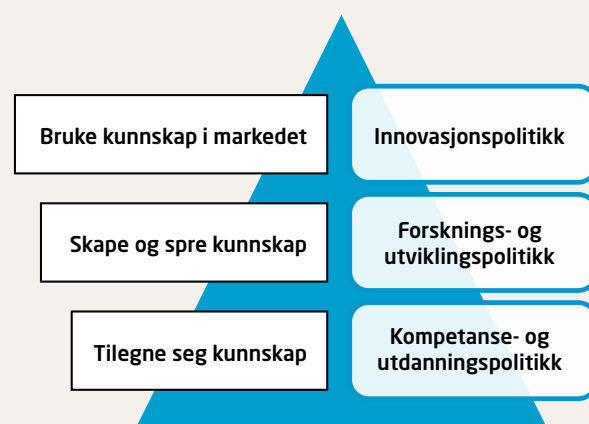 Bruke kunnskap i markedet
Innovasjonspolitikk
Skape og spre kunnskap
Forsknings- og
utviklingspolitikk
Tilegne seg kunnskap
Kompetanse- og
utdanningspolitikk